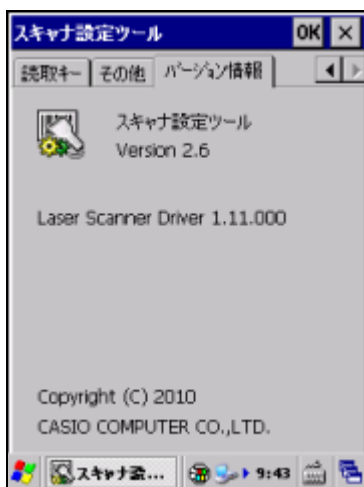 スキャナ設定ツール OK ×
読取キー その他 バージョン情報
スキャナ設定ツール
Version 2.6
Laser Scanner Driver 1.11.000
Copyright (C) 2010
CASIO COMPUTER CO.,LTD.
スキャナ設... 9:43